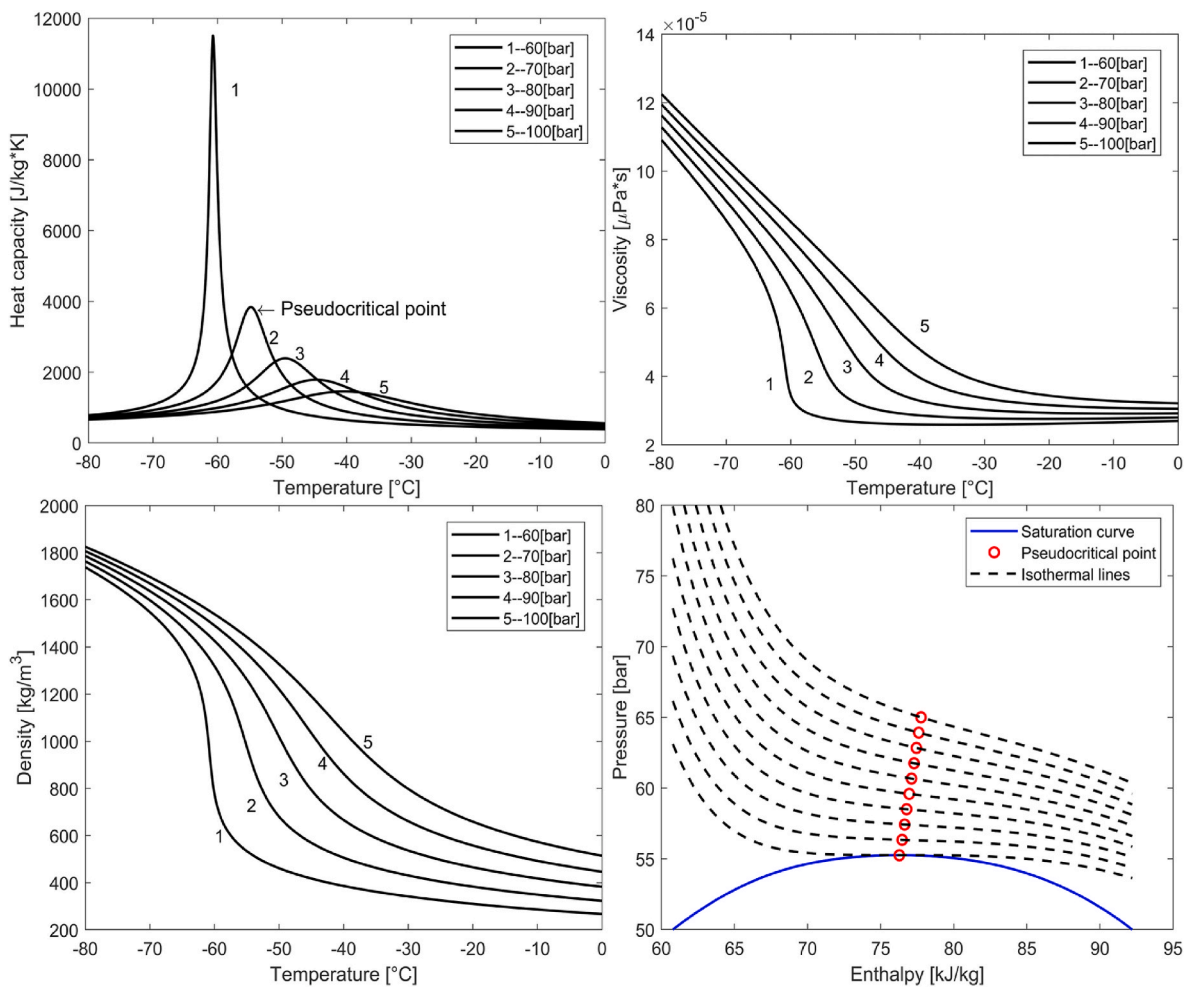 12000
10000
8000
6000
4000
2000
0
Heat capacity [J/kg*K]
1--60[bar]
2--70[bar]
3--80[bar]
4--90[bar]
5--100[bar]
1
← Pseudocritical point
2
3
4
5
-80 -70 -60 -50 -40 -30 -20 -10 0
Temperature [°C]
×10-5
14
12
10
8
6
4
2
Viscosity [μPa*s]
1--60[bar]
2--70[bar]
3--80[bar]
4--90[bar]
5--100[bar]
5
4
3
2
1
-80 -70 -60 -50 -40 -30 -20 -10 0
Temperature [°C]
2000
1800
1600
1400
1200
1000
800
600
400
200
Density [kg/m3]
1--60[bar]
2--70[bar]
3--80[bar]
4--90[bar]
5--100[bar]
5
4
3
2
1
-80 -70 -60 -50 -40 -30 -20 -10 0
Temperature [°C]
80
75
70
65
60
55
50
Pressure [bar]
Saturation curve
Pseudocritical point
Isothermal lines
60 65 70 75 80 85 90 95
Enthalpy [kJ/kg]